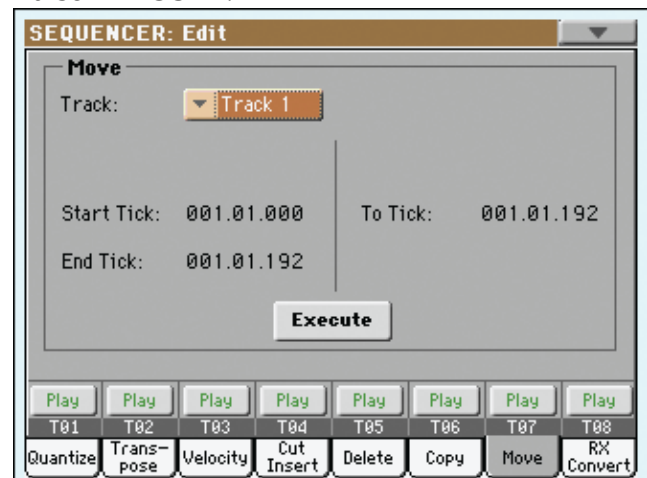 SEQUENCER: Edit
Move
Track: Track 1
Start Tick: 001.01.000 To Tick: 001.01.192
End Tick: 001.01.192
Execute
Play Play Play Play Play Play Play Play
T01 T02 T03 T04 T05 T06 T07 T08
Quantize Trans-pose Velocity Cut Insert Delete Copy Move RX Convert